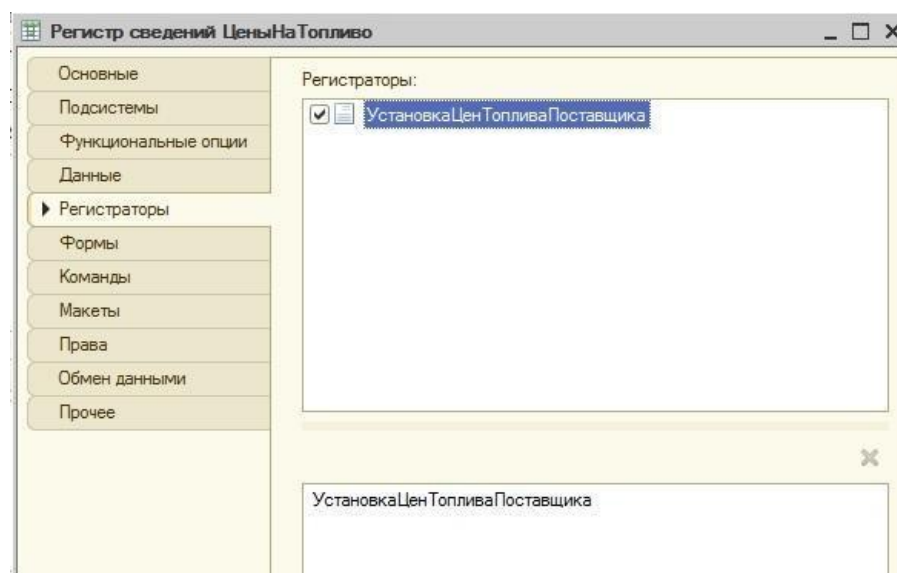 Регистр сведений ЦеныНаТопливо
Основные
Подсистемы
Функциональные опции
Данные
Регистраторы
Формы
Команды
Макеты
Права
Обмен данными
Прочее
Регистраторы:
УстановкаЦенТопливаПоставщика
УстановкаЦенТопливаПоставщика